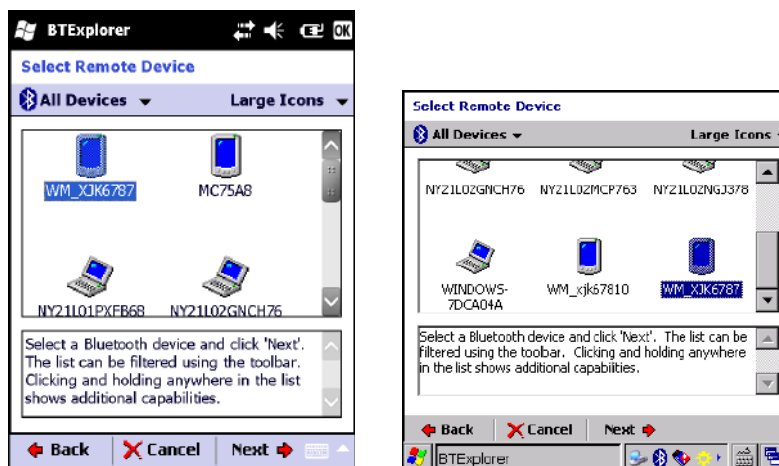 BTExplorer
OK
Select Remote Device
All Devices
Large Icons
WM_XJK6787
MC75A8
NY21L01PXFB68
NY21L02GNCH76
Select a Bluetooth device and click 'Next'.
The list can be filtered using the toolbar.
Clicking and holding anywhere in the list
shows additional capabilities.
Back
Cancel
Next
Select Remote Device
All Devices
Large Icons
NY21L02GNCH76
NY21L02MCP763
NY21L02NGJ378
WINDOWS-
7DCA04A
WM_xjk67810
WM_XJK6787
Select a Bluetooth device and click 'Next'. The list can be
filtered using the toolbar. Clicking and holding anywhere
in the list shows additional capabilities.
Back
Cancel
Next
BTExplorer